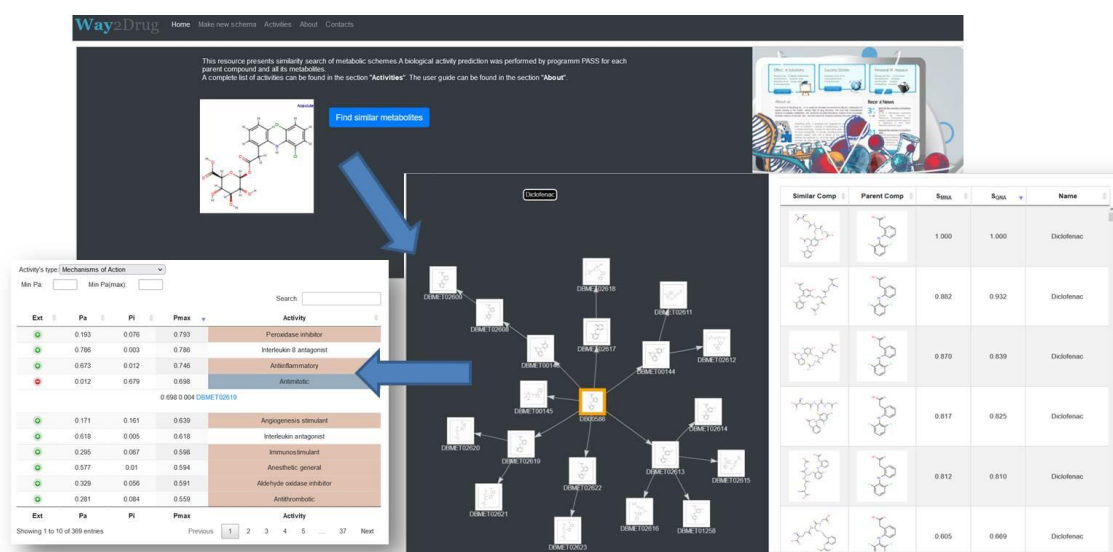 Way2Drug Home Make new schema Activities About Contacts
This resource presents similarity search of metabolic schemes.A biological activity prediction was performed by programm PASS for each
parent compound and all its metabolites.
A complete list of activities can be found in the section "Activities". The user guide can be found in the section "About".
Find similar metabolites
Diclofenac
DBMET02609
DBMET02618
DBMET02611
DBMET02608
DBMET02617
DBMET02612
DBMET00146
DBMET00144
DBMET00145
DB00586
DBMET02614
DBMET02620
DBMET02619
DBMET02613
DBMET02615
DBMET02622
DBMET02621
DBMET02616
DBMET01258
DBMET02623
Similar Comp Parent Comp SMNA SQNA Name
1.000 1.000 Diclofenac
0.882 0.932 Diclofenac
0.870 0.839 Diclofenac
0.817 0.825 Diclofenac
0.812 0.810 Diclofenac
0.605 0.669 Diclofenac
Activity's type: Mechanisms of Action
Min Pa: Min Pa(max):
Search:
Ext Pa Pi Pmax Activity
0.193 0.076 0.793 Peroxidase inhibitor
0.786 0.003 0.786 Interleukin 8 antagonist
0.673 0.012 0.746 Antiinflammatory
0.012 0.679 0.698 Antimitotic
0.698 0.004 DBMET02619
0.171 0.161 0.639 Angiogenesis stimulant
0.618 0.005 0.618 Interleukin antagonist
0.295 0.067 0.598 Immunostimulant
0.577 0.01 0.594 Anesthetic general
0.329 0.056 0.591 Aldehyde oxidase inhibitor
0.281 0.084 0.559 Antithrombotic
Ext Pa Pi Pmax Activity
Showing 1 to 10 of 369 entries Previous 1 2 3 4 5 ... 37 Next